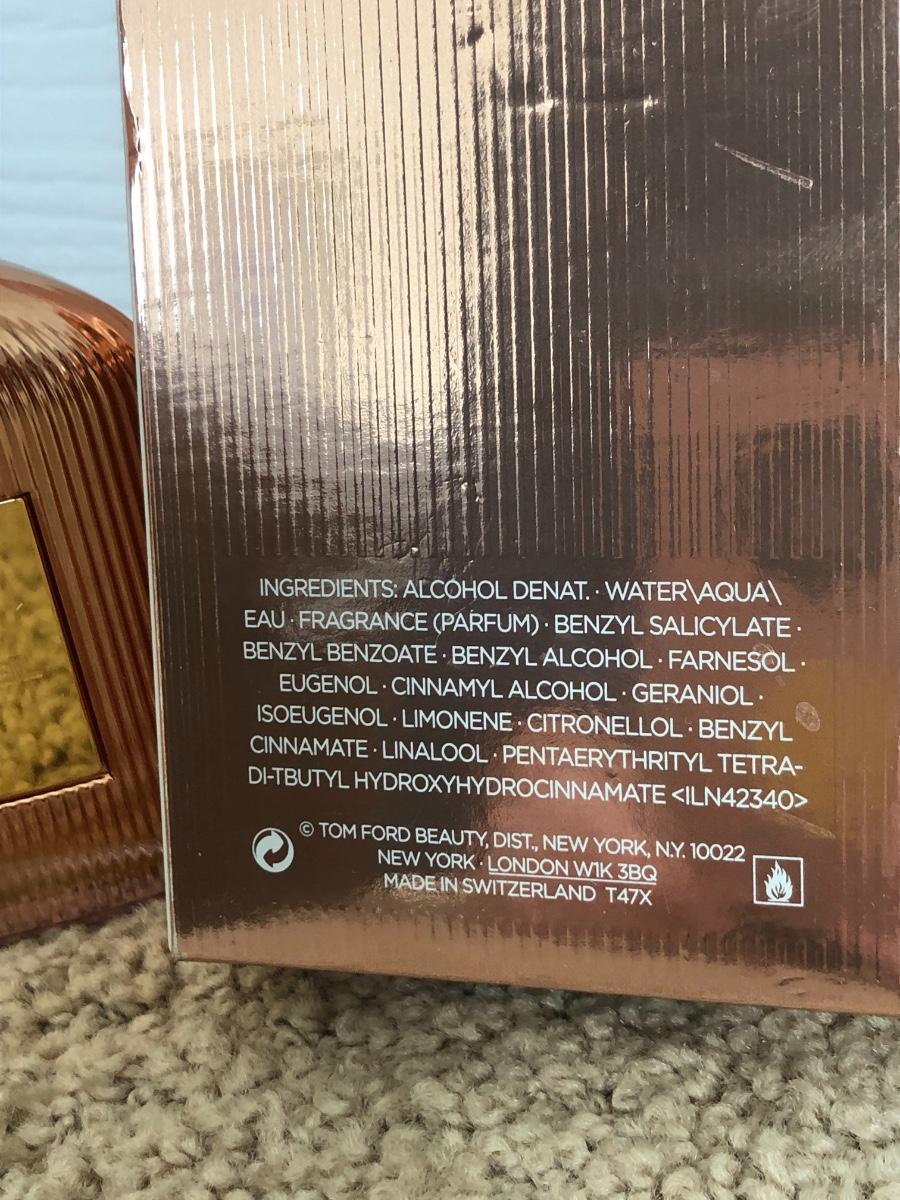 INGREDIENTS: ALCOHOL DENAT. · WATER\AQUA\
EAU · FRAGRANCE (PARFUM) · BENZYL SALICYLATE ·
BENZYL BENZOATE · BENZYL ALCOHOL · FARNESOL ·
EUGENOL · CINNAMYL ALCOHOL · GERANIOL ·
ISOEUGENOL · LIMONENE · CITRONELLOL · BENZYL
CINNAMATE · LINALOOL · PENTAERYTHRITYL TETRA-
DI-TBUTYL HYDROXYHYDROCINNAMATE <ILN42340>
© TOM FORD BEAUTY, DIST., NEW YORK, N.Y. 10022
NEW YORK · LONDON W1K 3BQ
MADE IN SWITZERLAND T47X